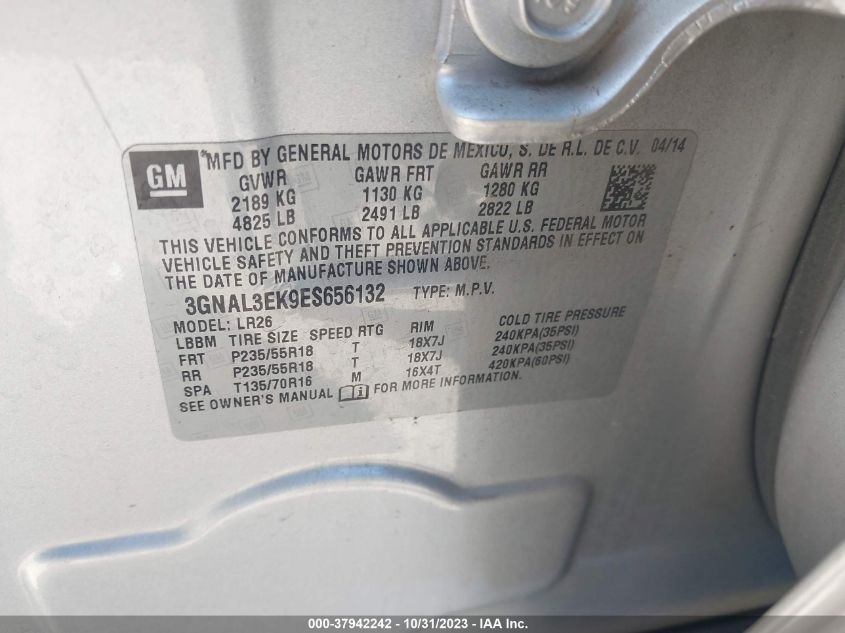 GM
*MFD BY GENERAL MOTORS DE MEXICO, S. DE R.L. DE C.V. 04/14
GVWR GAWR FRT GAWR RR
2189 KG 1130 KG 1280 KG
4825 LB 2491 LB 2822 LB
THIS VEHICLE CONFORMS TO ALL APPLICABLE U.S. FEDERAL MOTOR
VEHICLE SAFETY AND THEFT PREVENTION STANDARDS IN EFFECT ON
THE DATE OF MANUFACTURE SHOWN ABOVE.
3GNAL3EK9ES656132 TYPE: M.P.V.
MODEL: LR26
LBBM TIRE SIZE SPEED RTG RIM COLD TIRE PRESSURE
FRT P235/55R18 T 18X7J 240KPA(35PSI)
RR P235/55R18 T 18X7J 240KPA(35PSI)
SPA T135/70R16 M 16X4T 420KPA(60PSI)
SEE OWNER'S MANUAL FOR MORE INFORMATION.
000-37942242 - 10/31/2023 - IAA Inc.